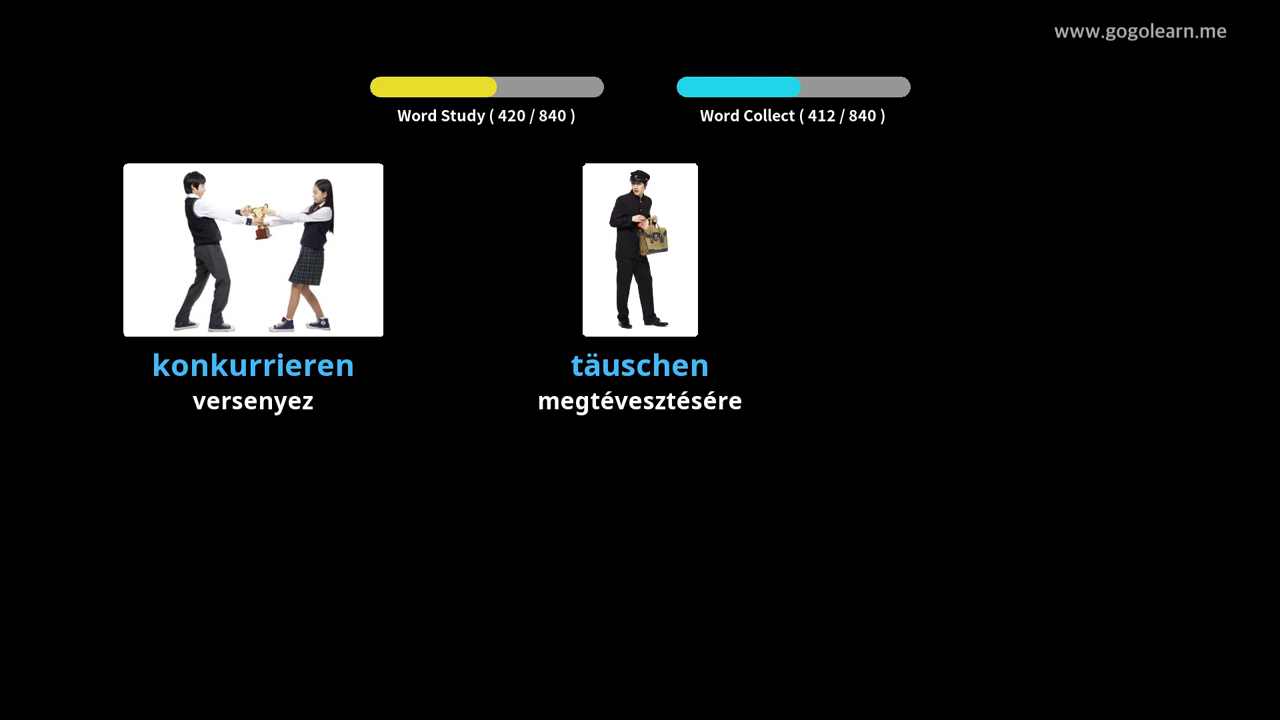 www.gogolearn.me
Word Study ( 420 / 840 )
Word Collect ( 412 / 840 )
konkurrieren
versenyez
täuschen
megtévesztésére